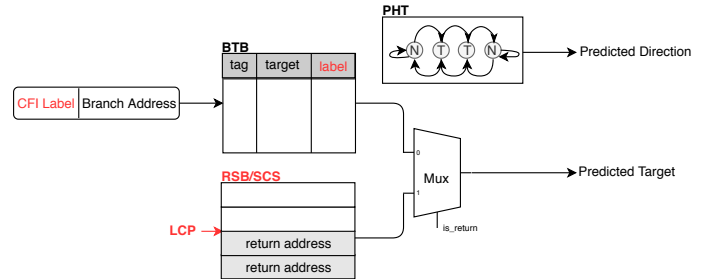 PHT
N T T N
Predicted Direction
BTB
tag target label
CFI Label Branch Address
0
Mux
Predicted Target
RSB/SCS
1
LCP
is_return
return address
return address